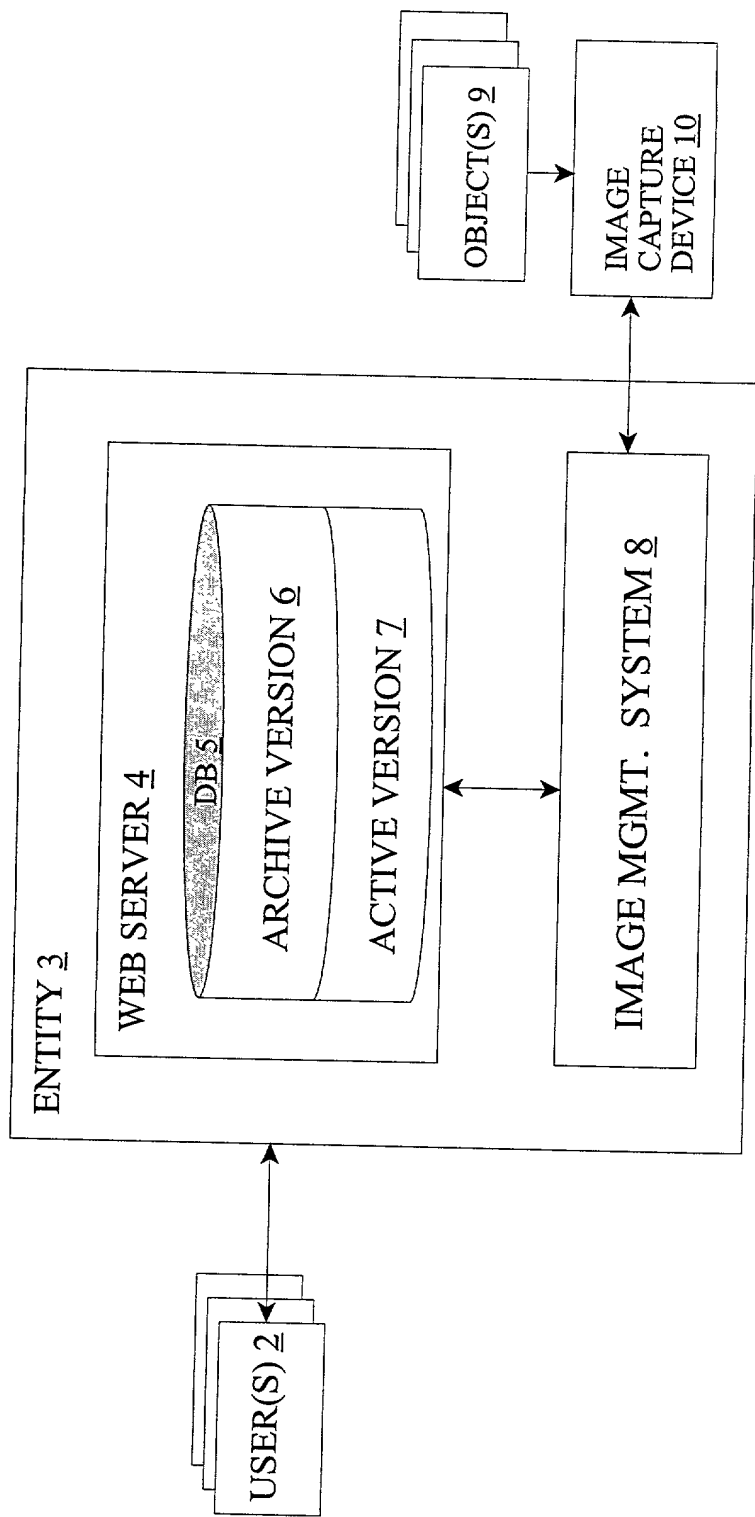 ENTITY 3
WEB SERVER 4
DB 5
ARCHIVE VERSION 6
ACTIVE VERSION 7
IMAGE MGMT. SYSTEM 8
USER(S) 2
OBJECT(S) 9
IMAGE
CAPTURE
DEVICE 10